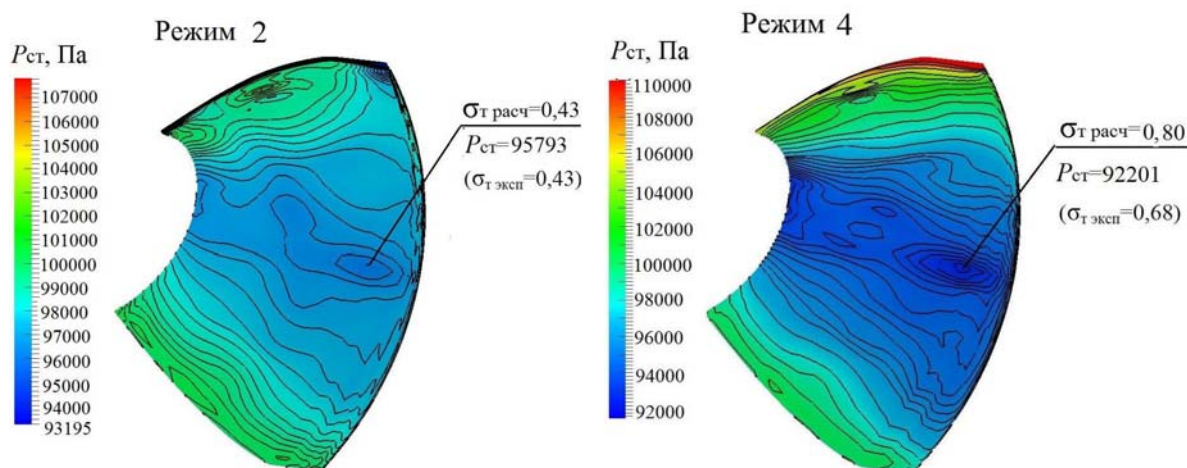 Режим 2
Pст, Па
107000
106000
105000
104000
103000
102000
101000
100000
99000
98000
97000
96000
95000
94000
93195
σт расч=0,43
Pст=95793
(σт эксп=0,43)
Режим 4
Pст, Па
110000
108000
106000
104000
102000
100000
98000
96000
94000
92000
σт расч=0,80
Pст=92201
(σт эксп=0,68)